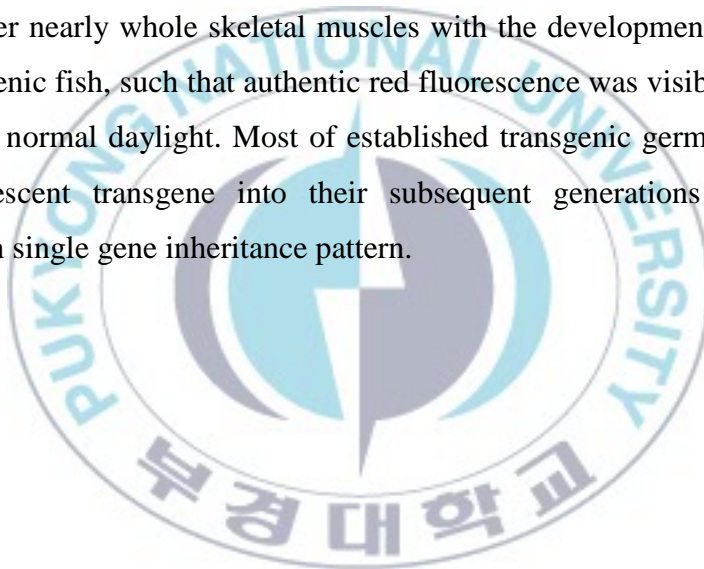 er nearly whole skeletal muscles with the development
enic fish, such that authentic red fluorescence was visib
normal daylight. Most of established transgenic germ
escent transgene into their subsequent generations
n single gene inheritance pattern.
PUKYONG NATIONAL UNIVERSITY
부경대학교